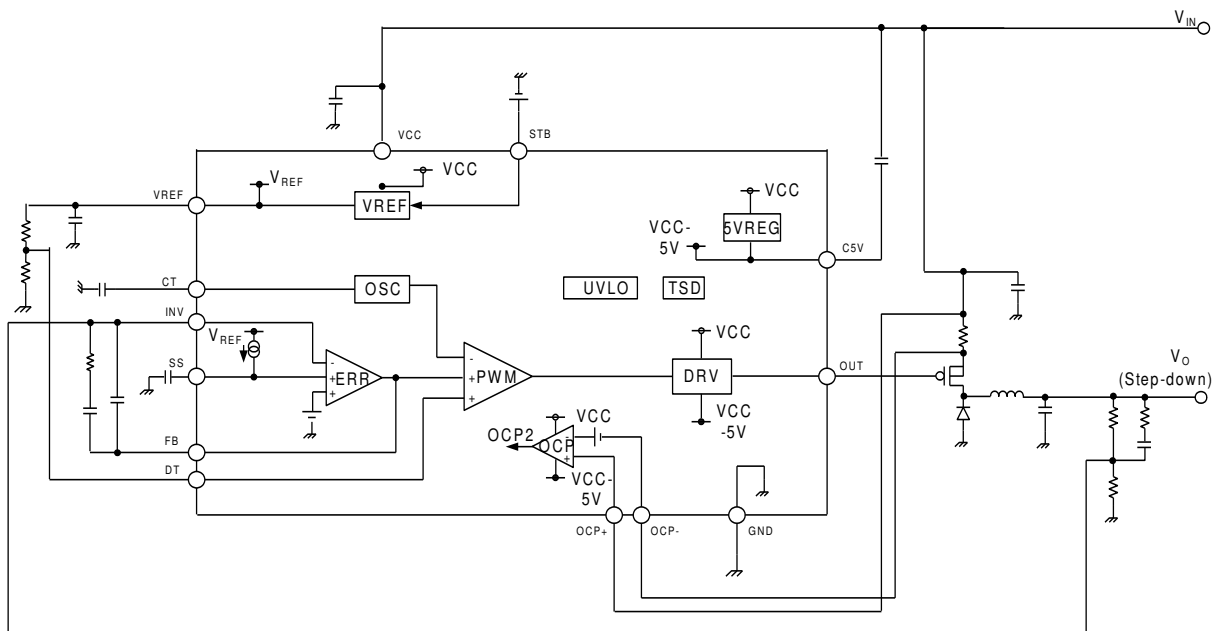 VIN
VCC
STB
VCC
VREF
VREF
VREF
VCC
VCC-
5V
5VREG
C5V
CT
OSC
UVLO
TSD
INV
VREF
VCC
SS
ERR
-
+
+
PWM
-
+
+
DRV
OUT
VO
(Step-down)
VCC
-5V
OCP2
VCC
OCP
-
+
FB
DT
VCC-
5V
OCP+
OCP-
GND